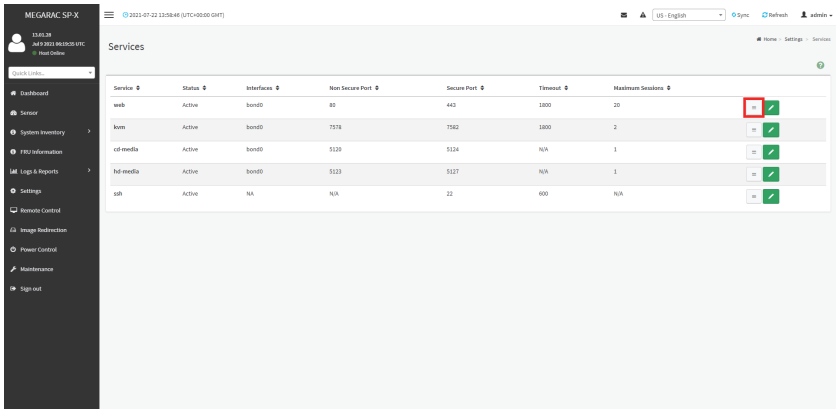 MEGARAC SP-X
2021-07-22 13:58:46 (UTC+00:00 GMT)
US - English
Sync
Refresh
admin
13.01.28
Jul 9 2021 06:19:35 UTC
Host Online
Quick Links...
Dashboard
Sensor
System Inventory
FRU Information
Logs & Reports
Settings
Remote Control
Image Redirection
Power Control
Maintenance
Sign out
Services
Home > Settings > Services
Service Status Interfaces Non Secure Port Secure Port Timeout Maximum Sessions
web Active bond0 80 443 1800 20
kvm Active bond0 7578 7582 1800 2
cd-media Active bond0 5120 5124 N/A 1
hd-media Active bond0 5123 5127 N/A 1
ssh Active NA N/A 22 600 N/A